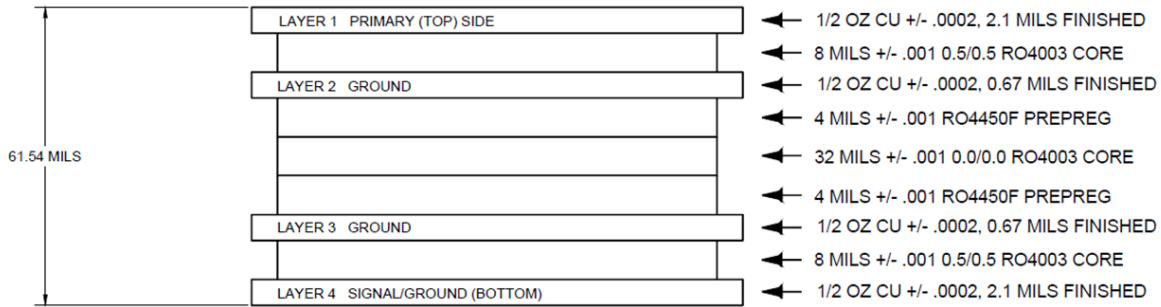 LAYER 1 PRIMARY (TOP) SIDE
1/2 OZ CU +/- .0002, 2.1 MILS FINISHED
8 MILS +/- .001 0.5/0.5 RO4003 CORE
LAYER 2 GROUND
1/2 OZ CU +/- .0002, 0.67 MILS FINISHED
4 MILS +/- .001 RO4450F PREPREG
61.54 MILS
32 MILS +/- .001 0.0/0.0 RO4003 CORE
4 MILS +/- .001 RO4450F PREPREG
LAYER 3 GROUND
1/2 OZ CU +/- .0002, 0.67 MILS FINISHED
8 MILS +/- .001 0.5/0.5 RO4003 CORE
LAYER 4 SIGNAL/GROUND (BOTTOM)
1/2 OZ CU +/- .0002, 2.1 MILS FINISHED